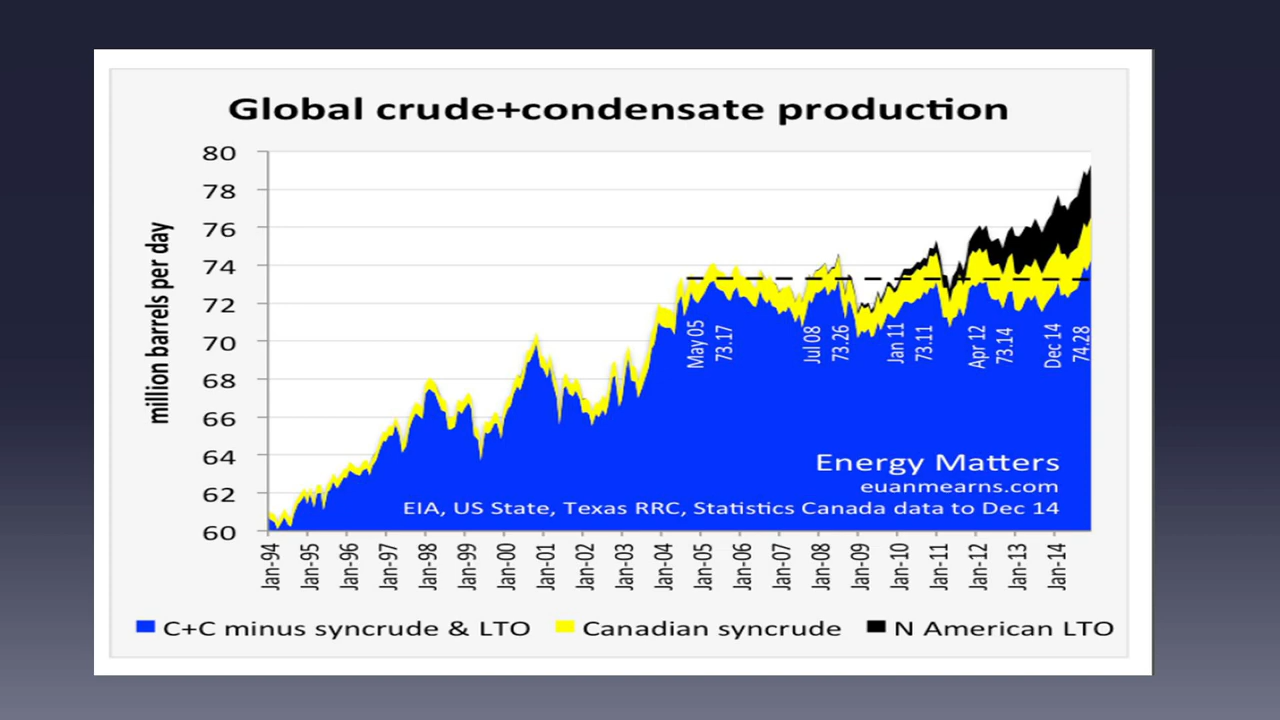 Global crude+condensate production
80
78
76
74
72
70
68
66
64
62
60
million barrels per day
May 05
73.17
Jul 08
73.26
Jan 11
73.11
Apr 12
73.14
Dec 14
74.28
Energy Matters
euanmearns.com
EIA, US State, Texas RRC, Statistics Canada data to Dec 14
Jan-94
Jan-95
Jan-96
Jan-97
Jan-98
Jan-99
Jan-00
Jan-01
Jan-02
Jan-03
Jan-04
Jan-05
Jan-06
Jan-07
Jan-08
Jan-09
Jan-10
Jan-11
Jan-12
Jan-13
Jan-14
C+C minus syncrude & LTO
Canadian syncrude
N American LTO